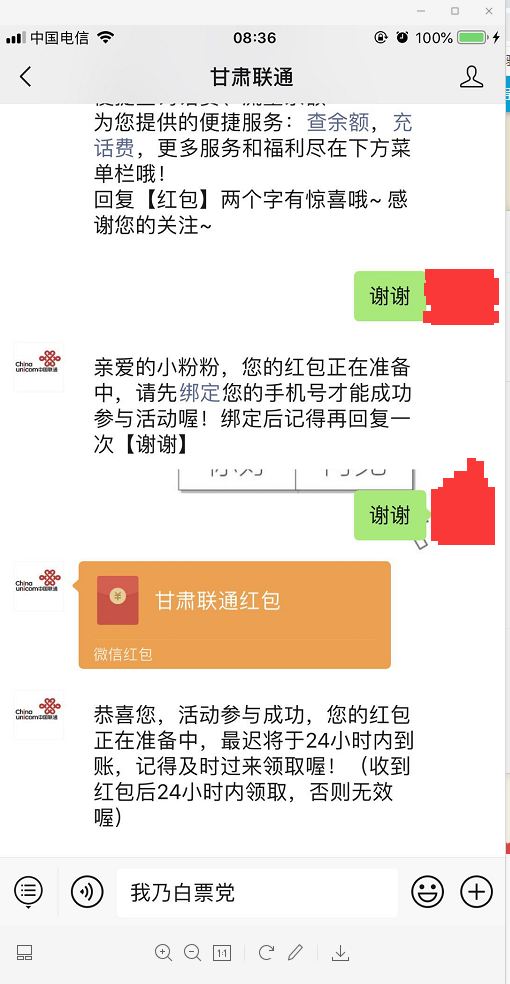 中国电信
08:36
100%
甘肃联通
为您提供的便捷服务：查余额，充
话费，更多服务和福利尽在下方菜
单栏哦！
回复【红包】两个字有惊喜哦~ 感
谢您的关注~
谢谢
China
unicom中国联通
亲爱的小粉粉，您的红包正在准备
中，请先绑定您的手机号才能成功
参与活动喔！绑定后记得再回复一
次【谢谢】
谢谢
China
unicom中国联通
¥
甘肃联通红包
微信红包
China
unicom中国联通
恭喜您，活动参与成功，您的红包
正在准备中，最迟将于24小时内到
账，记得及时过来领取喔！（收到
红包后24小时内领取，否则无效
喔）
我乃白票党
1:1